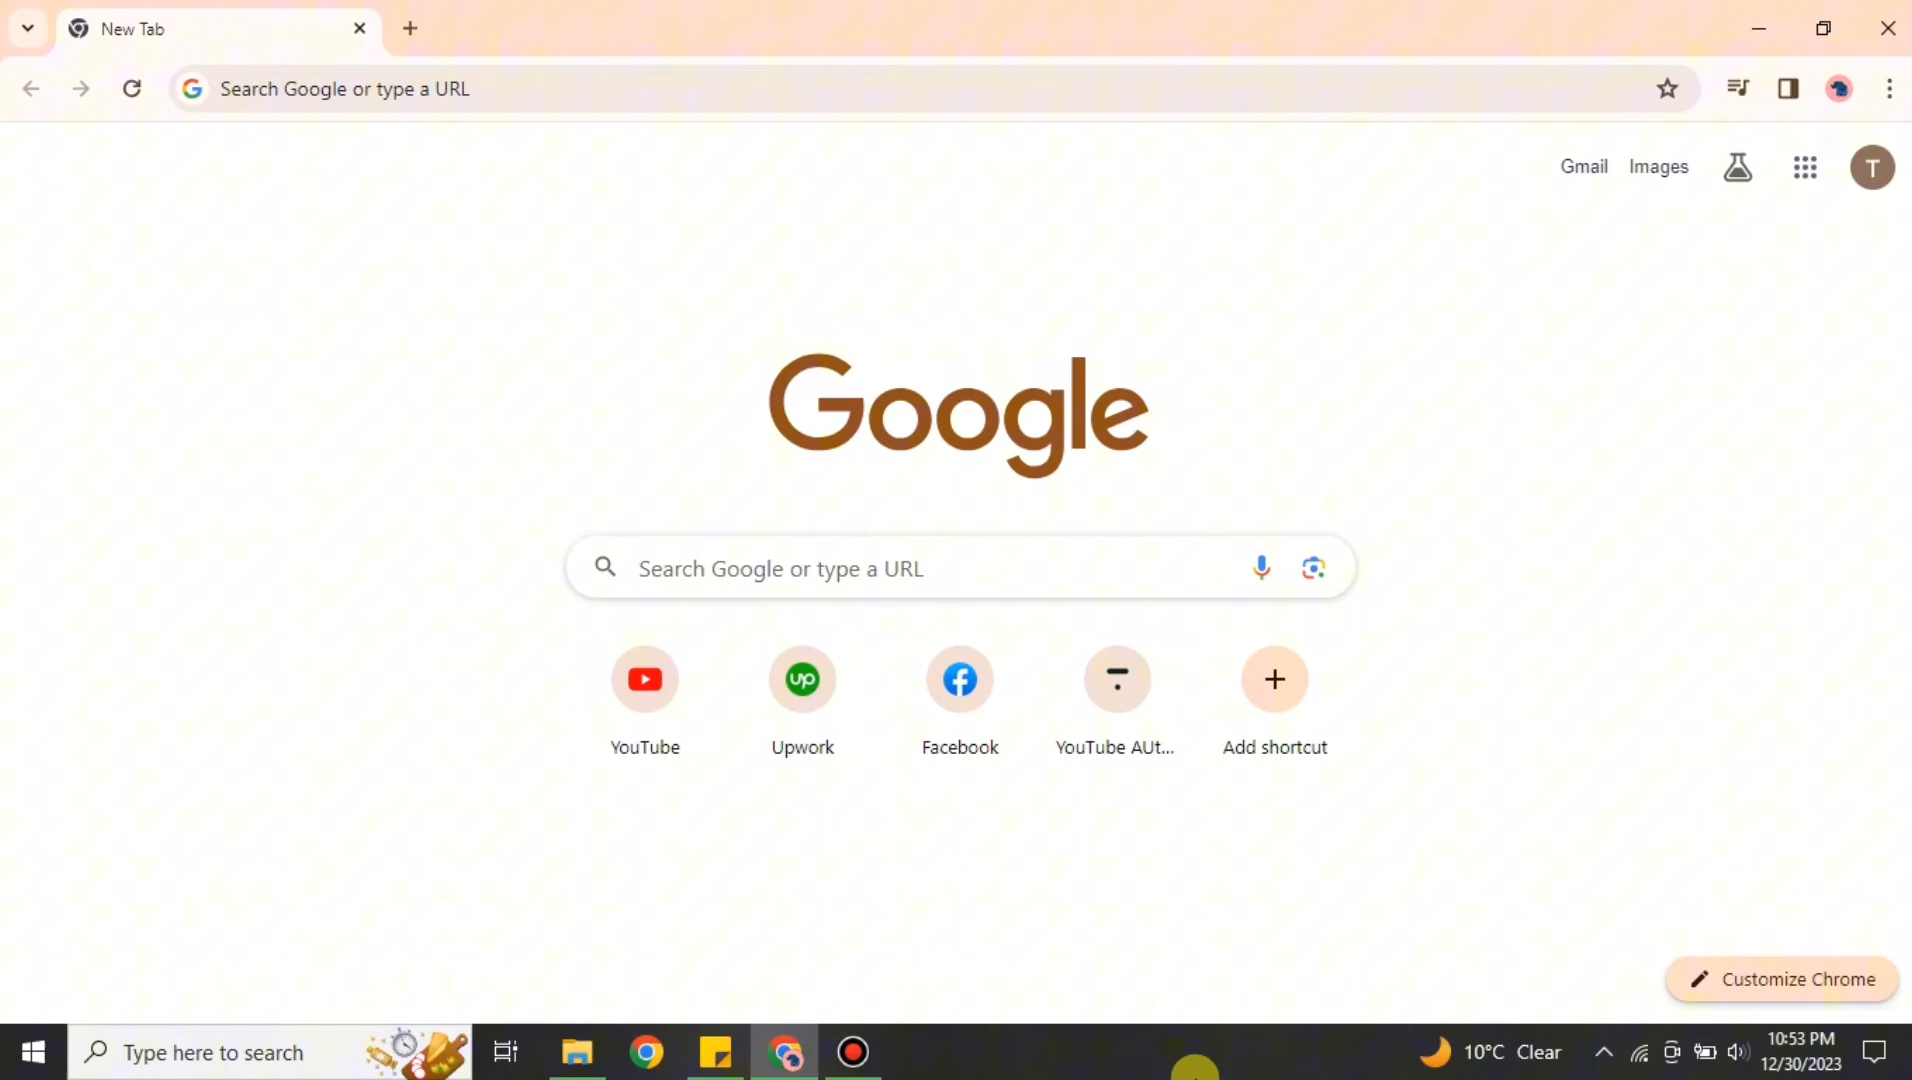 New Tab
Search Google or type a URL
Gmail Images T
Google
Search Google or type a URL
up
YouTube Upwork Facebook YouTube AUt... Add shortcut
Customize Chrome
Type here to search
10°C Clear
10:53 PM
12/30/2023